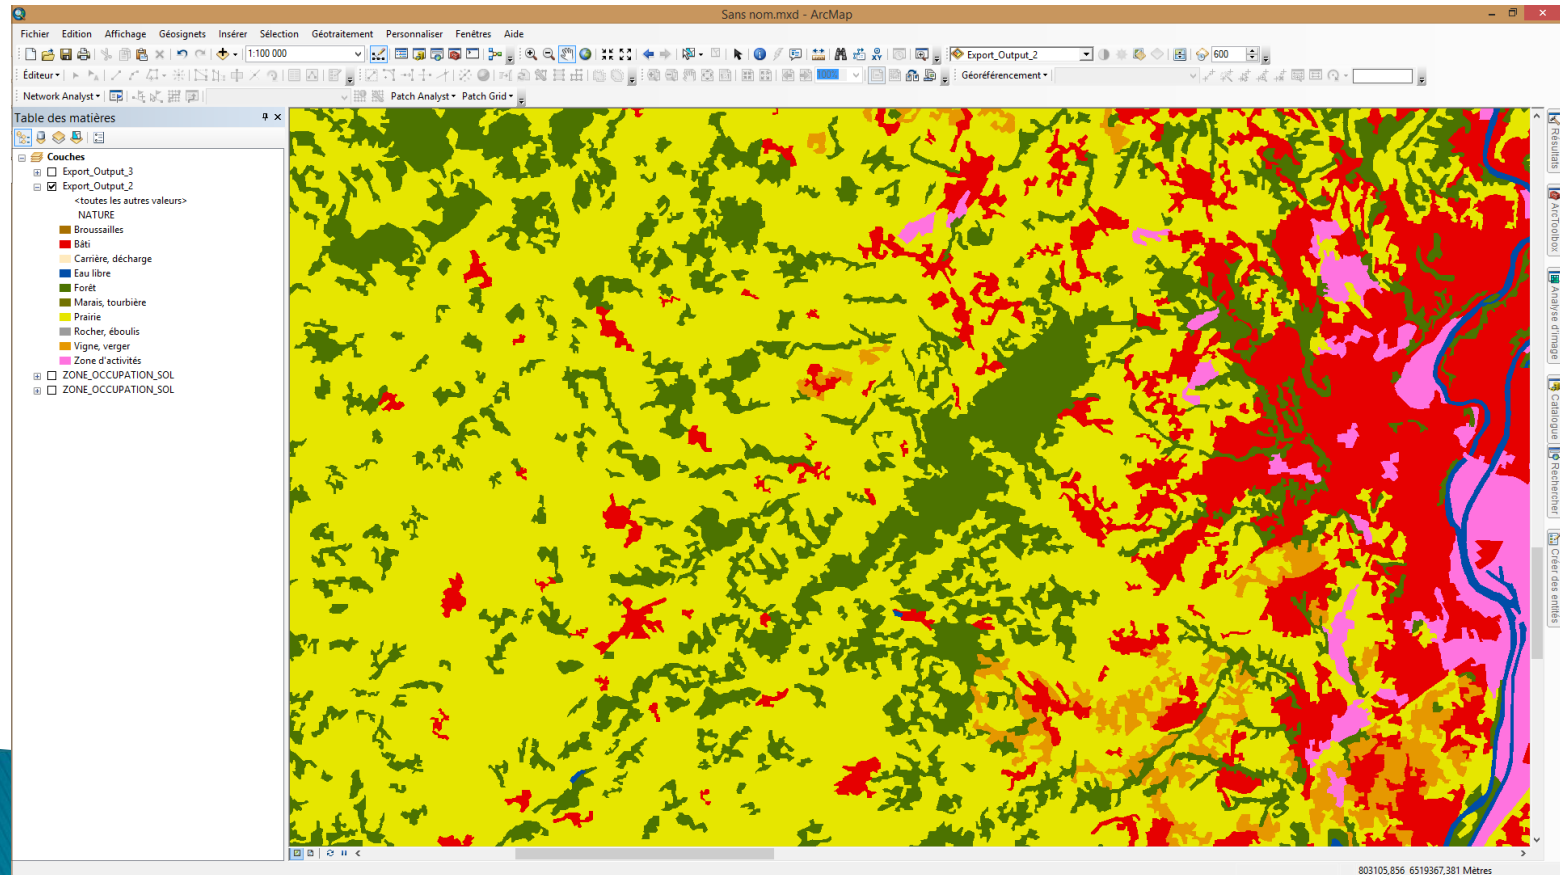 Sans nom.mxd - ArcMap
Fichier Edition Affichage Géosignets Insérer Sélection Géotraitement Personnaliser Fenêtres Aide
1:100 000 Export_Output_2 600
Éditeur 100% Géoréférencement
Network Analyst Patch Analyst Patch Grid
Table des matières
Couches
Export_Output_3
Export_Output_2
<toutes les autres valeurs>
NATURE
Broussailles
Bâti
Carrière, décharge
Eau libre
Forêt
Marais, tourbière
Prairie
Rocher, éboulis
Vigne, verger
Zone d'activités
ZONE_OCCUPATION_SOL
ZONE_OCCUPATION_SOL
Résultats
ArcToolbox
Analyse d'image
Catalogue
Rechercher
Créer des entités
803105,856 6519367,381 Mètres